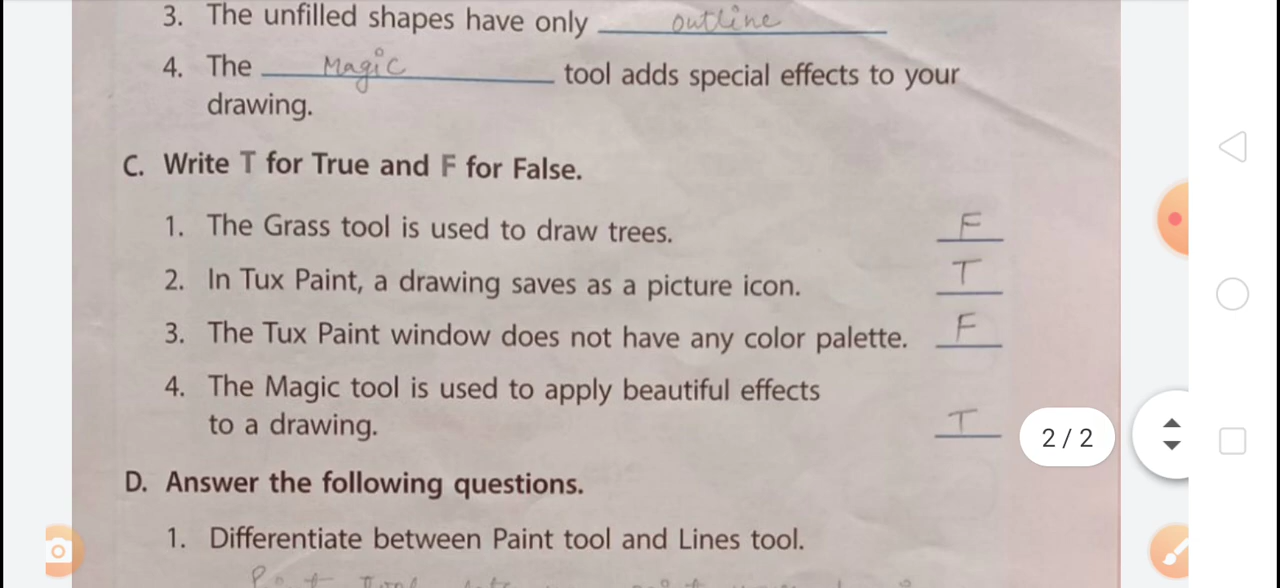 3. The unfilled shapes have only outline
4. The Magic tool adds special effects to your
drawing.
C. Write T for True and F for False.
1. The Grass tool is used to draw trees. F
2. In Tux Paint, a drawing saves as a picture icon. T
3. The Tux Paint window does not have any color palette. F
4. The Magic tool is used to apply beautiful effects
to a drawing. T
2/2
D. Answer the following questions.
1. Differentiate between Paint tool and Lines tool.